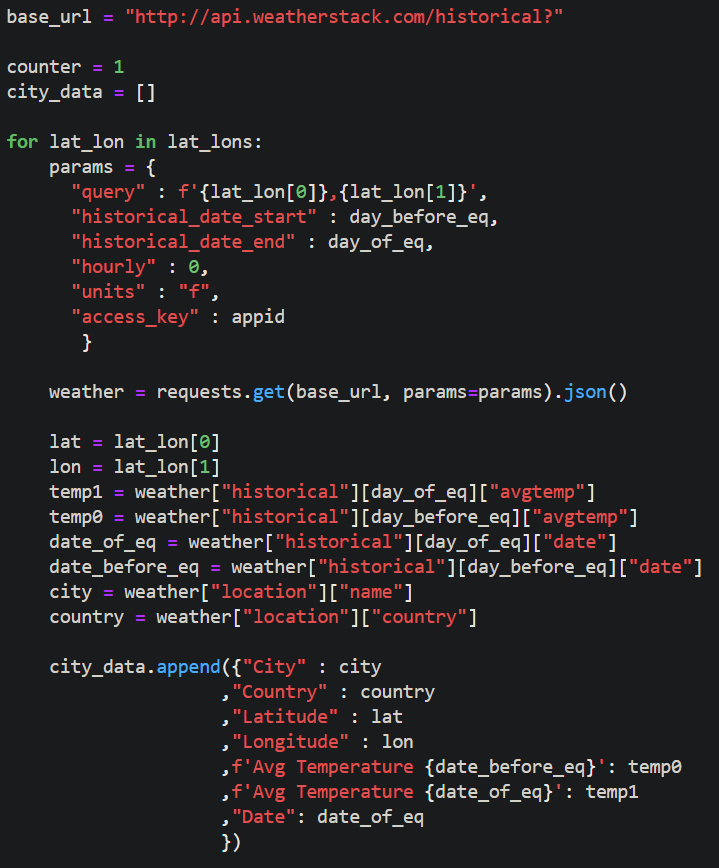 base_url = "http://api.weatherstack.com/historical?"
counter = 1
city_data = []
for lat_lon in lat_lons:
    params = {
      "query" : f'{lat_lon[0]},{lat_lon[1]}',
      "historical_date_start" : day_before_eq,
      "historical_date_end" : day_of_eq,
      "hourly" : 0,
      "units" : "f",
      "access_key" : appid
       }
    weather = requests.get(base_url, params=params).json()
    lat = lat_lon[0]
    lon = lat_lon[1]
    temp1 = weather["historical"][day_of_eq]["avgtemp"]
    temp0 = weather["historical"][day_before_eq]["avgtemp"]
    date_of_eq = weather["historical"][day_of_eq]["date"]
    date_before_eq = weather["historical"][day_before_eq]["date"]
    city = weather["location"]["name"]
    country = weather["location"]["country"]
    city_data.append({"City" : city
                    ,"Country" : country
                    ,"Latitude" : lat
                    ,"Longitude" : lon
                    ,f'Avg Temperature {date_before_eq}': temp0
                    ,f'Avg Temperature {date_of_eq}': temp1
                    ,"Date": date_of_eq
                    })